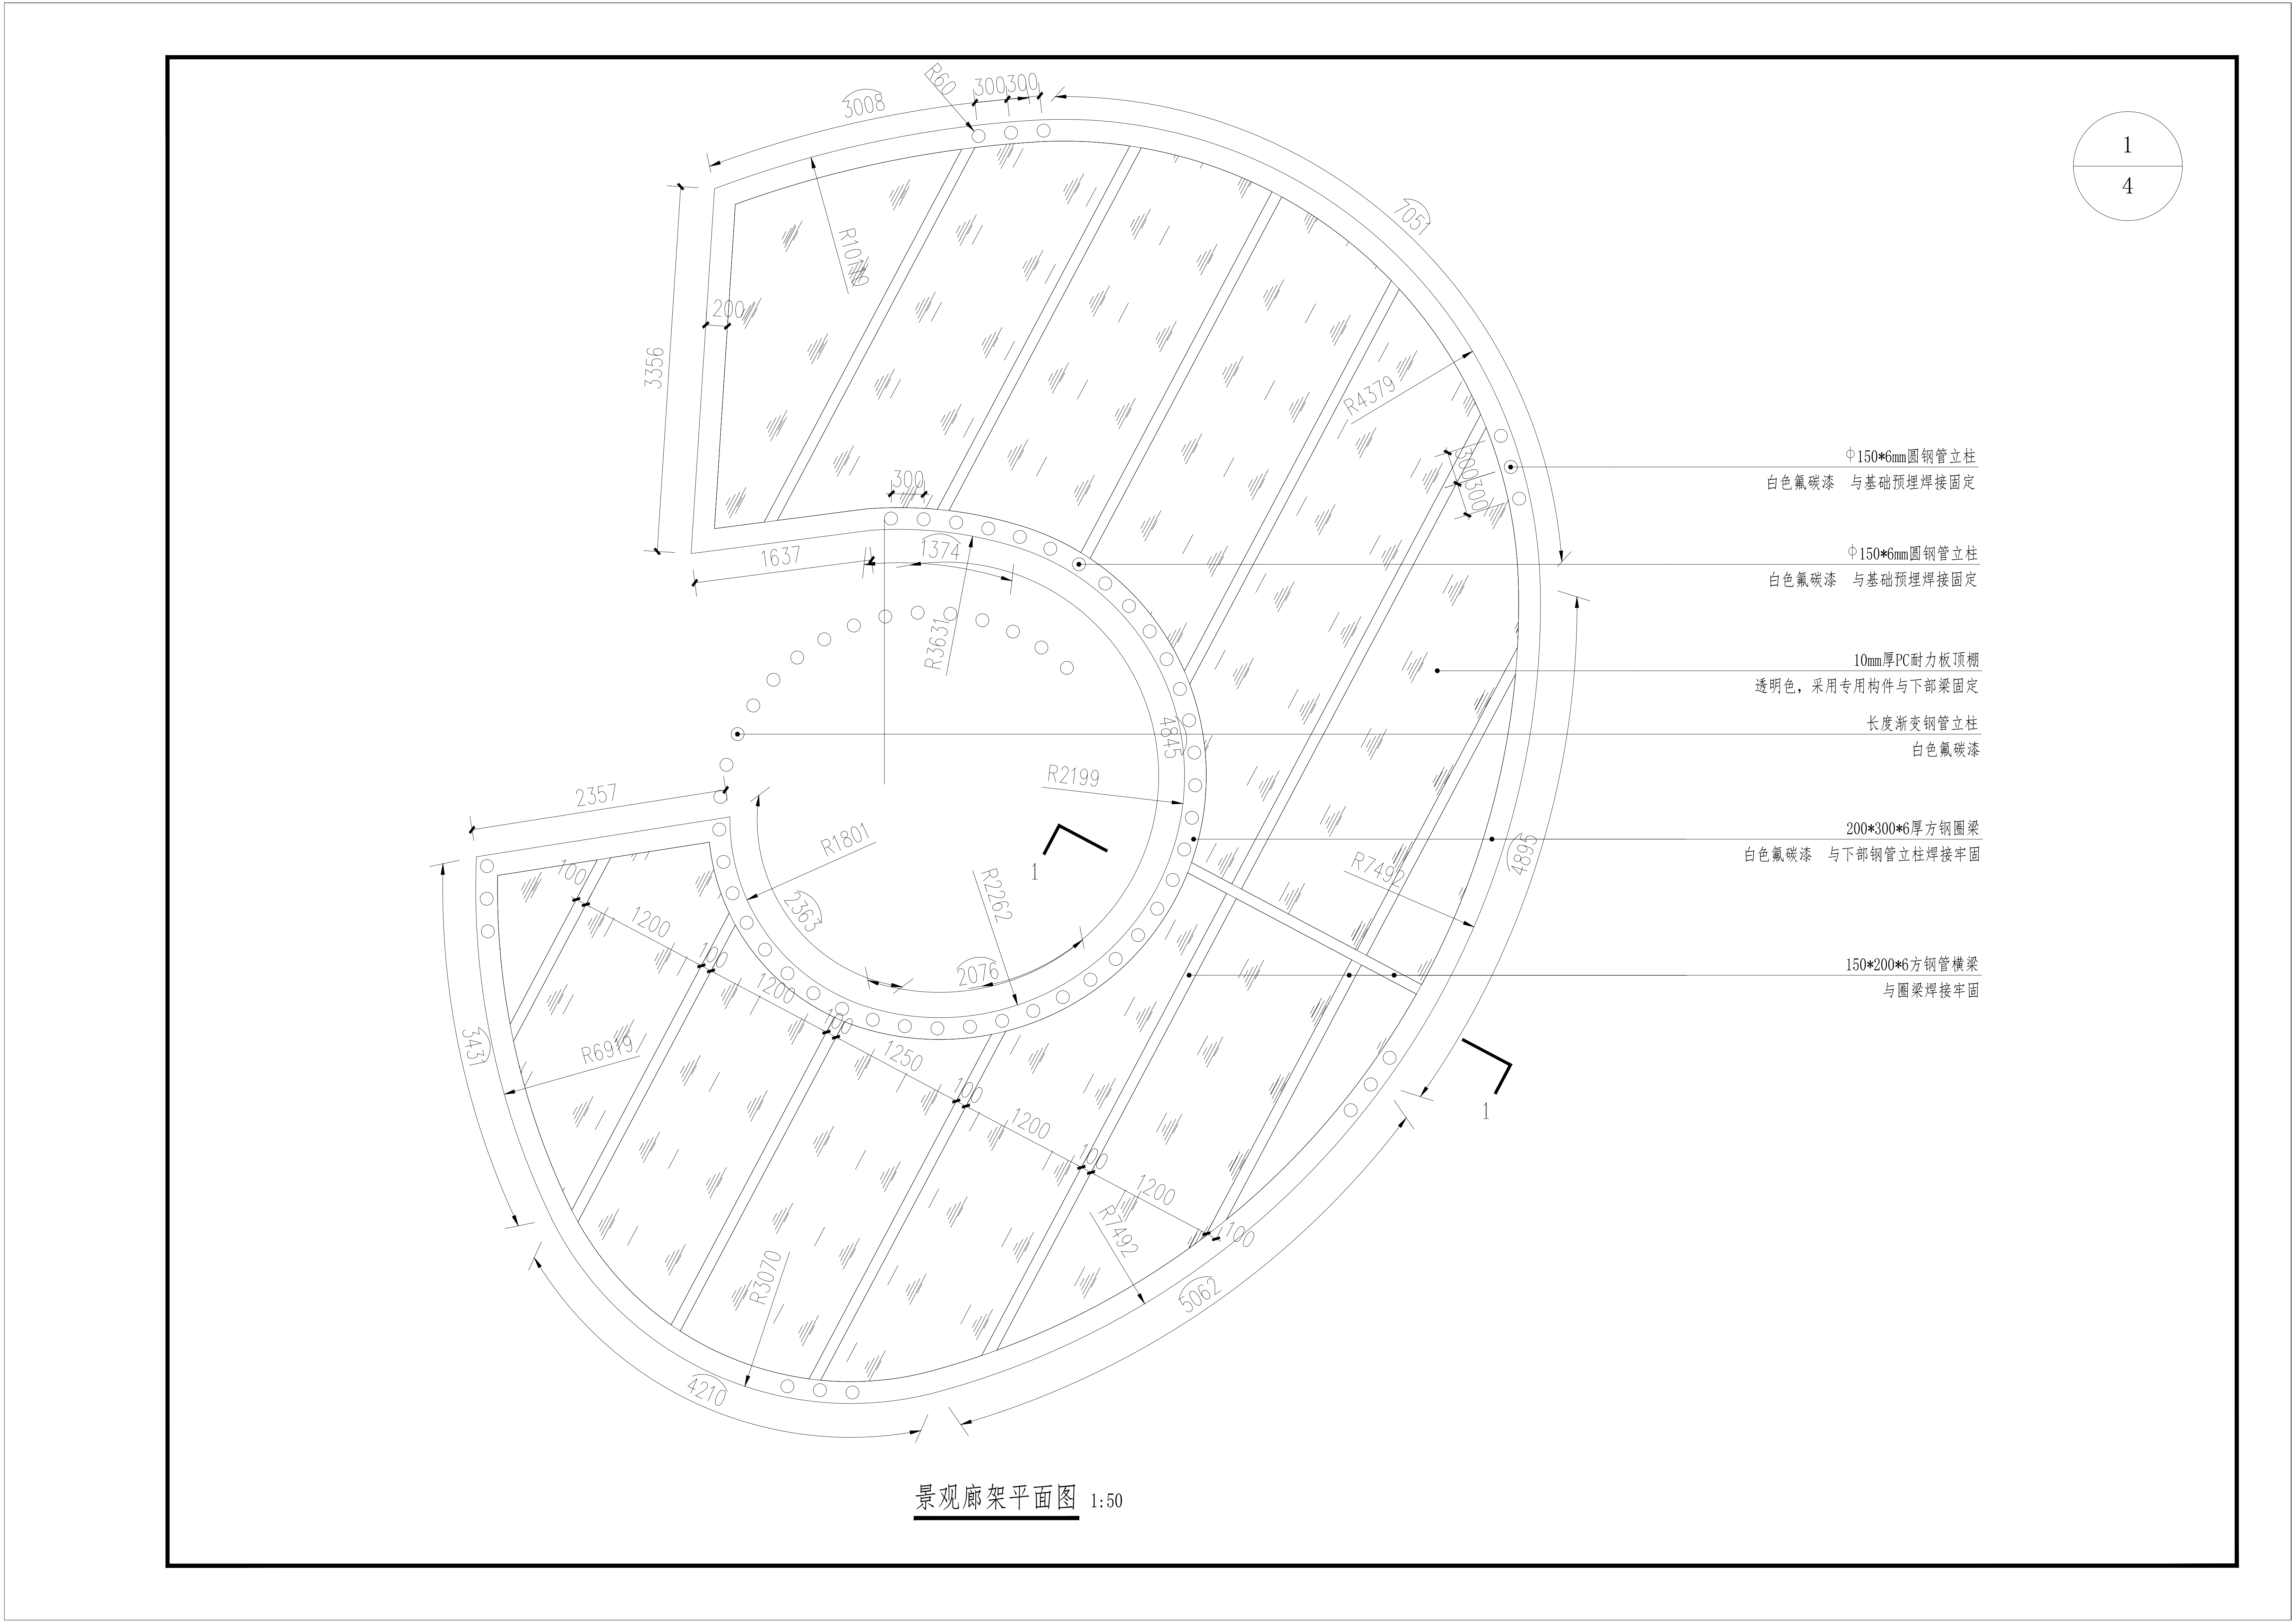 R60
300
300
3008
1
4
7051
R10770
200
3356
R4379
300
300
φ150*6mm圆钢管立柱
白色氟碳漆 与基础预埋焊接固定
300
1374
1637
φ150*6mm圆钢管立柱
白色氟碳漆 与基础预埋焊接固定
R3631
10mm厚PC耐力板顶棚
透明色，采用专用构件与下部梁固定
长度渐变钢管立柱
白色氟碳漆
4845
R2199
2357
R1801
200*300*6厚方钢圈梁
白色氟碳漆 与下部钢管立柱焊接牢固
1
4895
R7492
100
1200
2363
R2262
100
1200
2076
150*200*6方钢管横梁
与圈梁焊接牢固
100
1250
3431
R6919
100
1200
1
100
1200
R7492
100
R3070
5062
4210
景观廊架平面图 1:50